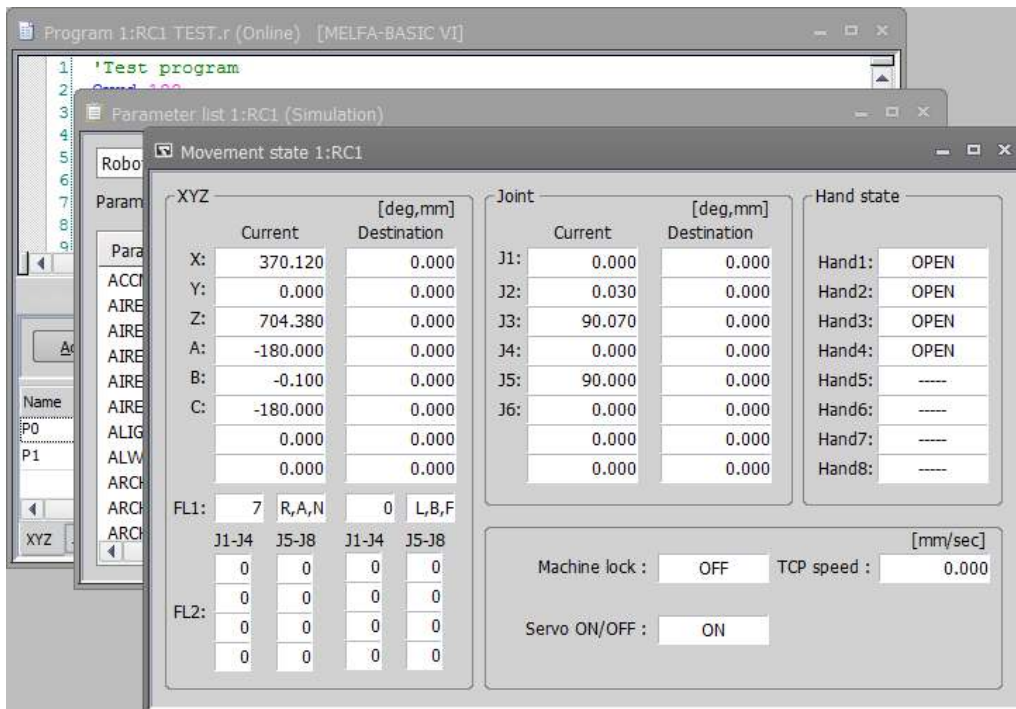 Program 1:RC1 TEST.r (Online) [MELFA-BASIC VI]
1 'Test program
2
3
4
5
6
7
8
9
Parameter list 1:RC1 (Simulation)
Movement state 1:RC1
XYZ
[deg,mm]
Current Destination
X: 370.120 0.000
Y: 0.000 0.000
Z: 704.380 0.000
A: -180.000 0.000
B: -0.100 0.000
C: -180.000 0.000
0.000 0.000
0.000 0.000
FL1: 7 R,A,N 0 L,B,F
J1-J4 J5-J8 J1-J4 J5-J8
0 0 0 0
0 0 0 0
FL2:
0 0 0 0
0 0 0 0
Joint
[deg,mm]
Current Destination
J1: 0.000 0.000
J2: 0.030 0.000
J3: 90.070 0.000
J4: 0.000 0.000
J5: 90.000 0.000
J6: 0.000 0.000
0.000 0.000
0.000 0.000
Hand state
Hand1: OPEN
Hand2: OPEN
Hand3: OPEN
Hand4: OPEN
Hand5: -----
Hand6: -----
Hand7: -----
Hand8: -----
[mm/sec]
Machine lock : OFF TCP speed : 0.000
Servo ON/OFF : ON
Robo
Param
Para
ACCM
AIRE
AIRE
AIRE
AIRE
AIRE
ALIG
ALW
ARCH
ARCH
ARCH
Name
P0
P1
XYZ